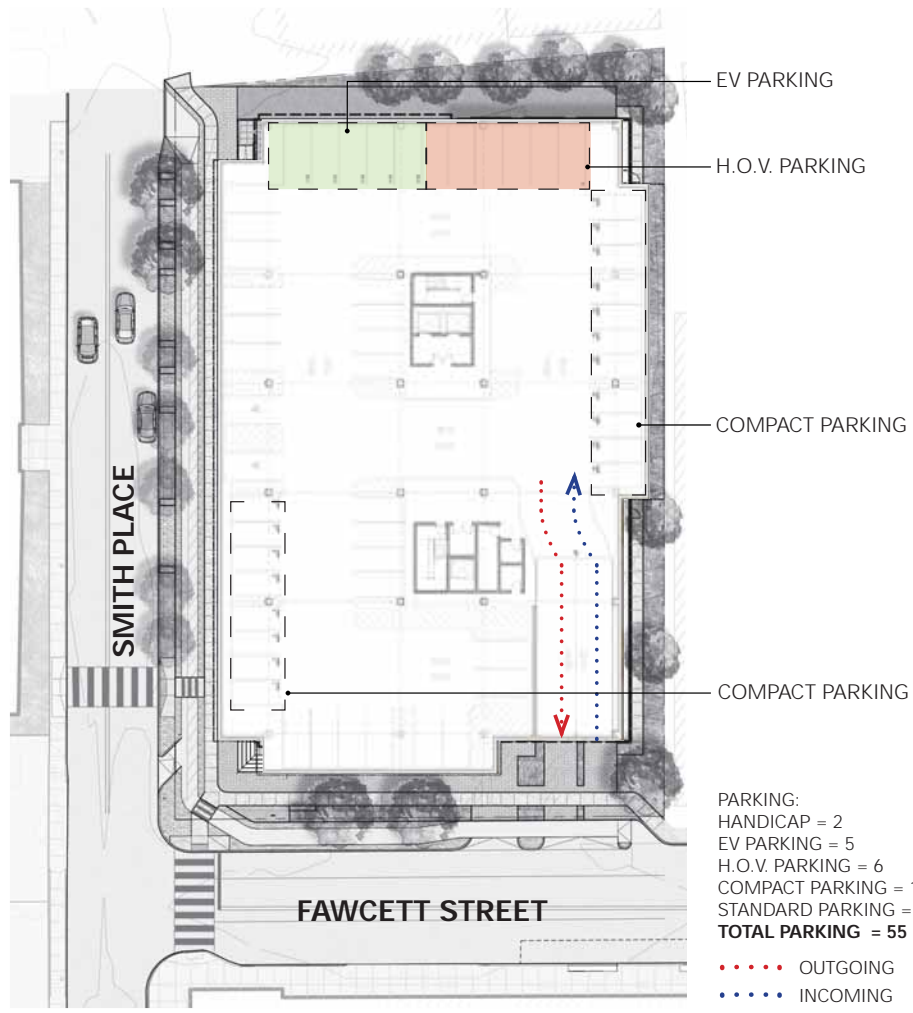 EV PARKING
H.O.V. PARKING
COMPACT PARKING
SMITH PLACE
COMPACT PARKING
FAWCETT STREET
PARKING:
HANDICAP = 2
EV PARKING = 5
H.O.V. PARKING = 6
COMPACT PARKING =
STANDARD PARKING =
TOTAL PARKING = 55
OUTGOING
INCOMING